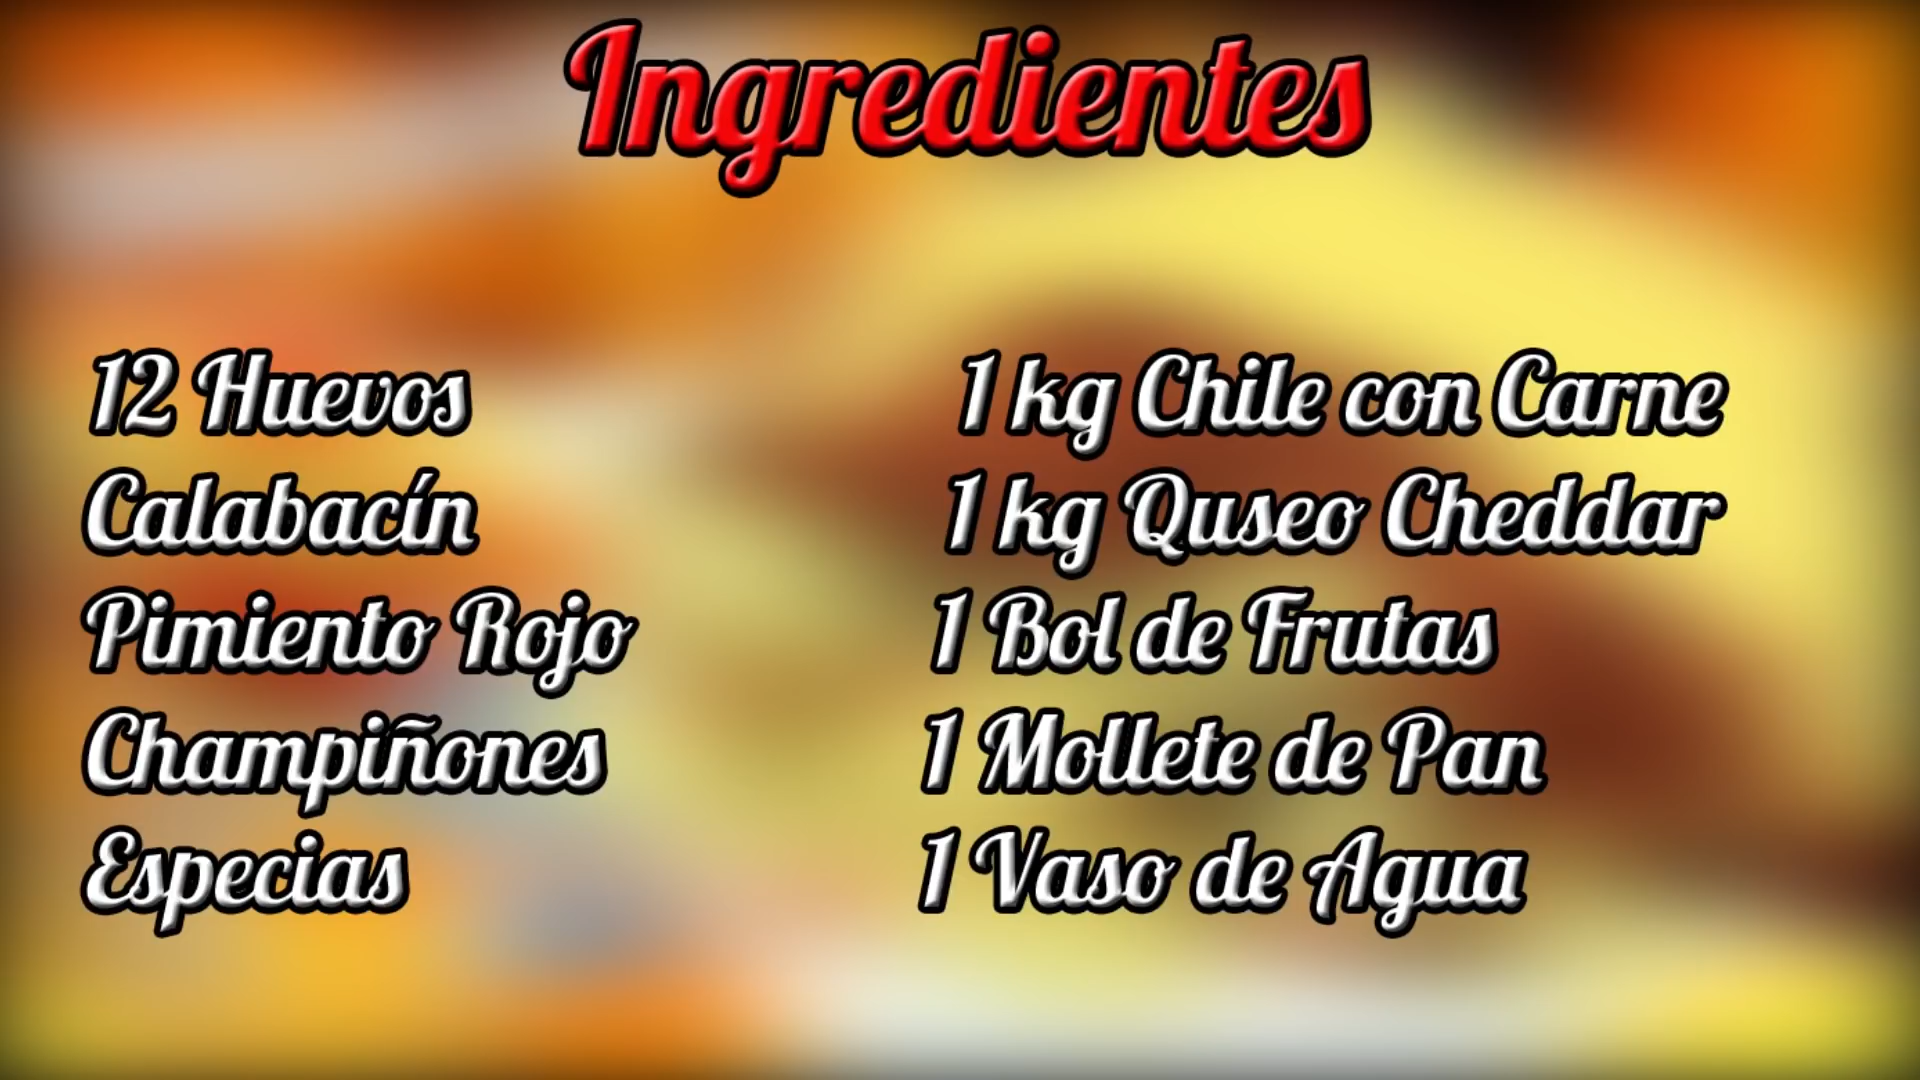 Ingredientes
12 Huevos
Calabacín
Pimiento Rojo
Champiñones
Especias
1 kg Chile con Carne
1 kg Quseo Cheddar
1 Bol de Frutas
1 Mollete de Pan
1 Vaso de Agua